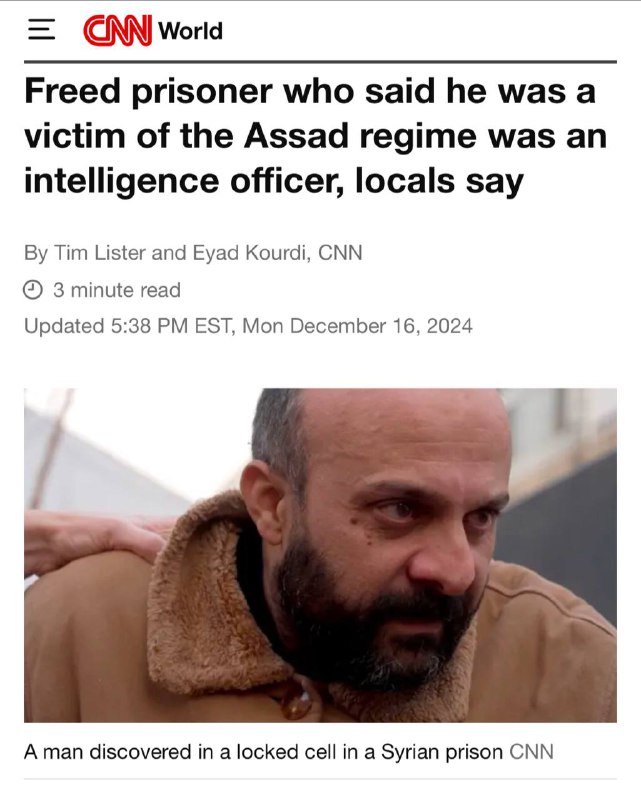 CNN World
Freed prisoner who said he was a
victim of the Assad regime was an
intelligence officer, locals say
By Tim Lister and Eyad Kourdi, CNN
3 minute read
Updated 5:38 PM EST, Mon December 16, 2024
A man discovered in a locked cell in a Syrian prison CNN